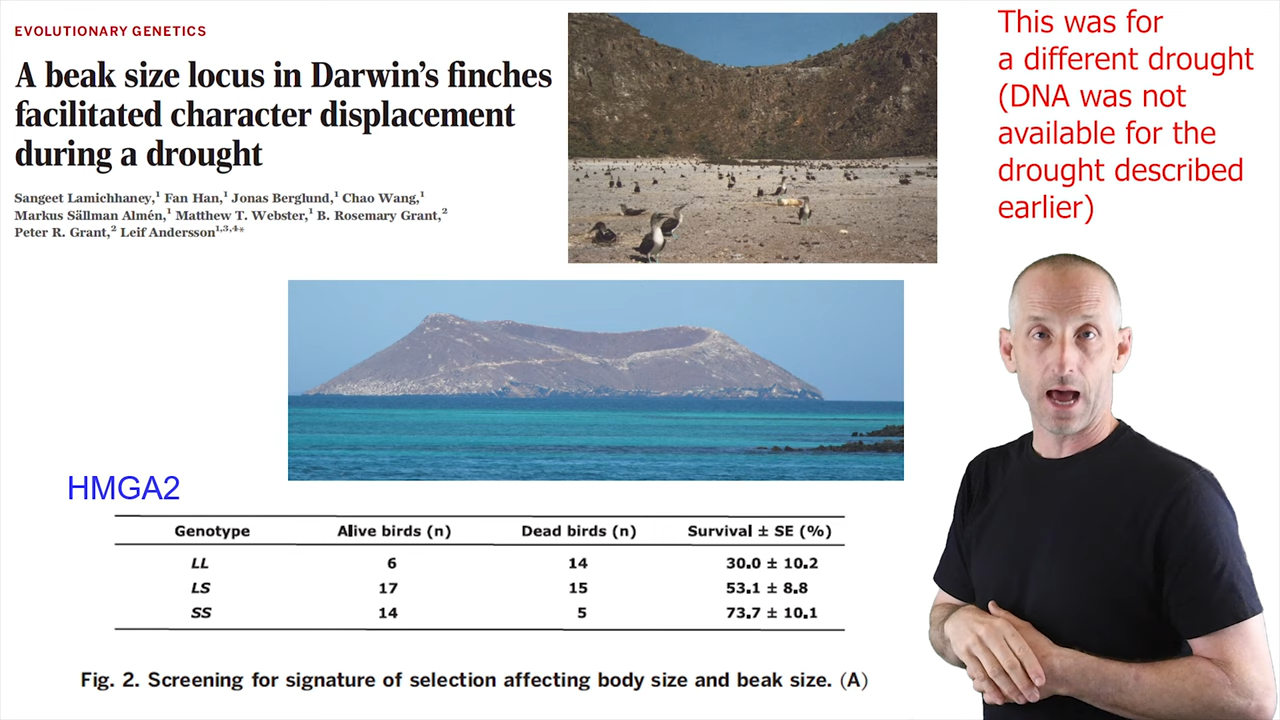 EVOLUTIONARY GENETICS
A beak size locus in Darwin's finches
facilitated character displacement
during a drought
Sangeet Lamichhaney,¹ Fan Han,¹ Jonas Berglund,¹ Chao Wang,¹
Markus Sällman Almén,¹ Matthew T. Webster,¹ B. Rosemary Grant,²
Peter R. Grant,² Leif Andersson¹,³,⁴*
This was for
a different drought
(DNA was not
available for the
drought described
earlier)
HMGA2
Genotype Alive birds (n) Dead birds (n) Survival ± SE (%)
LL 6 14 30.0 ± 10.2
LS 17 15 53.1 ± 8.8
SS 14 5 73.7 ± 10.1
Fig. 2. Screening for signature of selection affecting body size and beak size. (A)